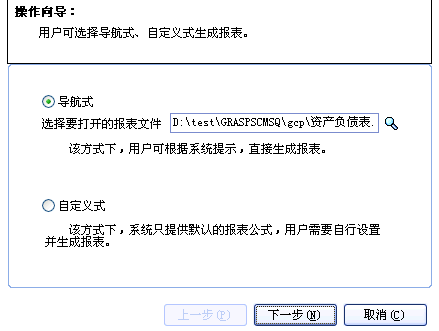 操作向导：
用户可选择导航式、自定义式生成报表。
导航式
选择要打开的报表文件 D:\test\GRASPSCMSQ\gcp\资产负债表.
该方式下，用户可根据系统提示，直接生成报表。
自定义式
该方式下，系统只提供默认的报表公式，用户需要自行设置
并生成报表。
上一步(P) 下一步(N) 取消(C)